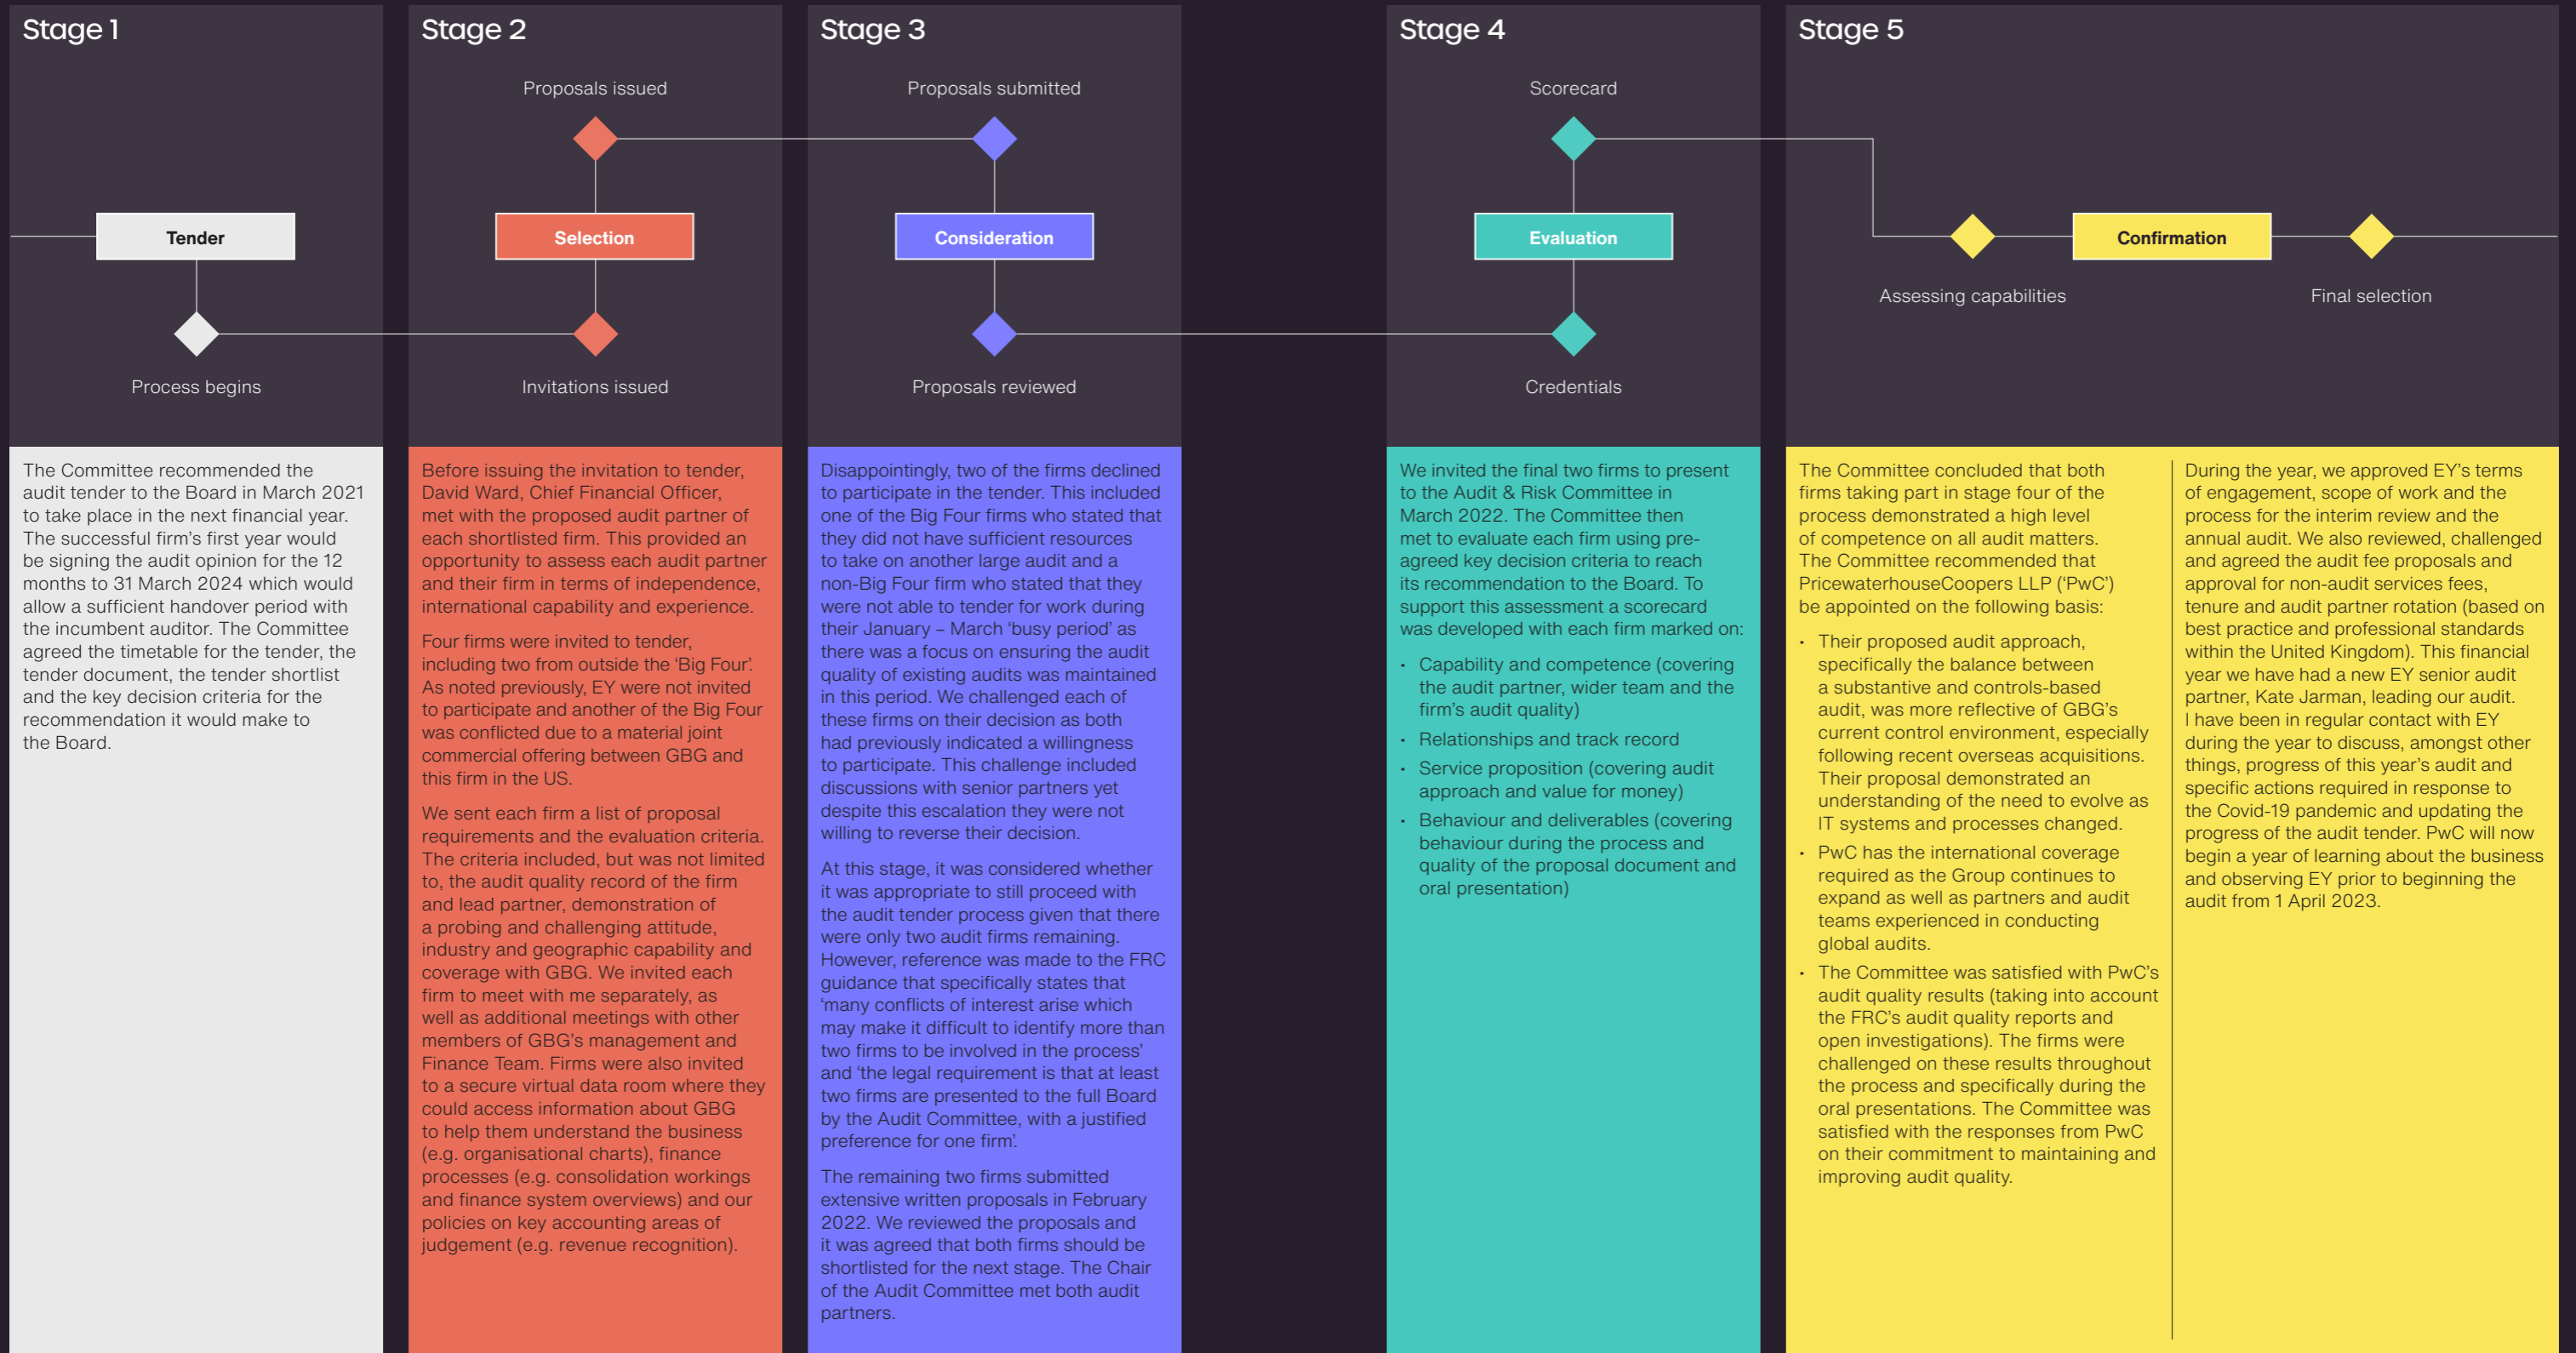 Stage 1
Tender
Process begins
The Committee recommended the
audit tender to the Board in March 2021
to take place in the next financial year.
The successful firm's first year would
be signing the audit opinion for the 12
months to 31 March 2024 which would
allow a sufficient handover period with
the incumbent auditor. The Committee
agreed the timetable for the tender, the
tender document, the tender shortlist
and the key decision criteria for the
recommendation it would make to
the Board.
Stage 2
Proposals issued
Selection
Invitations issued
Before issuing the invitation to tender,
David Ward, Chief Financial Officer,
met with the proposed audit partner of
each shortlisted firm. This provided an
opportunity to assess each audit partner
and their firm in terms of independence,
international capability and experience.
Four firms were invited to tender,
including two from outside the 'Big Four'.
As noted previously, EY were not invited
to participate and another of the Big Four
was conflicted due to a material joint
commercial offering between GBG and
this firm in the US.
We sent each firm a list of proposal
requirements and the evaluation criteria.
The criteria included, but was not limited
to, the audit quality record of the firm
and lead partner, demonstration of
a probing and challenging attitude,
industry and geographic capability and
coverage with GBG. We invited each
firm to meet with me separately, as
well as additional meetings with other
members of GBG's management and
Finance Team. Firms were also invited
to a secure virtual data room where they
could access information about GBG
to help them understand the business
(e.g. organisational charts), finance
processes (e.g. consolidation workings
and finance system overviews) and our
policies on key accounting areas of
judgement (e.g. revenue recognition).
Stage 3
Proposals submitted
Consideration
Proposals reviewed
Disappointingly, two of the firms declined
to participate in the tender. This included
one of the Big Four firms who stated that
they did not have sufficient resources
to take on another large audit and a
non-Big Four firm who stated that they
were not able to tender for work during
their January – March 'busy period' as
there was a focus on ensuring the audit
quality of existing audits was maintained
in this period. We challenged each of
these firms on their decision as both
had previously indicated a willingness
to participate. This challenge included
discussions with senior partners yet
despite this escalation they were not
willing to reverse their decision.
At this stage, it was considered whether
it was appropriate to still proceed with
the audit tender process given that there
were only two audit firms remaining.
However, reference was made to the FRC
guidance that specifically states that
'many conflicts of interest arise which
may make it difficult to identify more than
two firms to be involved in the process'
and 'the legal requirement is that at least
two firms are presented to the full Board
by the Audit Committee, with a justified
preference for one firm'.
The remaining two firms submitted
extensive written proposals in February
2022. We reviewed the proposals and
it was agreed that both firms should be
shortlisted for the next stage. The Chair
of the Audit Committee met both audit
partners.
Stage 4
Scorecard
Evaluation
Credentials
We invited the final two firms to present
to the Audit & Risk Committee in
March 2022. The Committee then
met to evaluate each firm using pre-
agreed key decision criteria to reach
its recommendation to the Board. To
support this assessment a scorecard
was developed with each firm marked on:
• Capability and competence (covering
the audit partner, wider team and the
firm's audit quality)
• Relationships and track record
• Service proposition (covering audit
approach and value for money)
• Behaviour and deliverables (covering
behaviour during the process and
quality of the proposal document and
oral presentation)
Stage 5
Assessing capabilities
Confirmation
Final selection
The Committee concluded that both
firms taking part in stage four of the
process demonstrated a high level
of competence on all audit matters.
The Committee recommended that
PricewaterhouseCoopers LLP ('PwC')
be appointed on the following basis:
• Their proposed audit approach,
specifically the balance between
a substantive and controls-based
audit, was more reflective of GBG's
current control environment, especially
following recent overseas acquisitions.
Their proposal demonstrated an
understanding of the need to evolve as
IT systems and processes changed.
• PwC has the international coverage
required as the Group continues to
expand as well as partners and audit
teams experienced in conducting
global audits.
• The Committee was satisfied with PwC's
audit quality results (taking into account
the FRC's audit quality reports and
open investigations). The firms were
challenged on these results throughout
the process and specifically during the
oral presentations. The Committee was
satisfied with the responses from PwC
on their commitment to maintaining and
improving audit quality.
During the year, we approved EY's terms
of engagement, scope of work and the
process for the interim review and the
annual audit. We also reviewed, challenged
and agreed the audit fee proposals and
approval for non-audit services fees,
tenure and audit partner rotation (based on
best practice and professional standards
within the United Kingdom). This financial
year we have had a new EY senior audit
partner, Kate Jarman, leading our audit.
I have been in regular contact with EY
during the year to discuss, amongst other
things, progress of this year's audit and
specific actions required in response to
the Covid-19 pandemic and updating the
progress of the audit tender. PwC will now
begin a year of learning about the business
and observing EY prior to beginning the
audit from 1 April 2023.